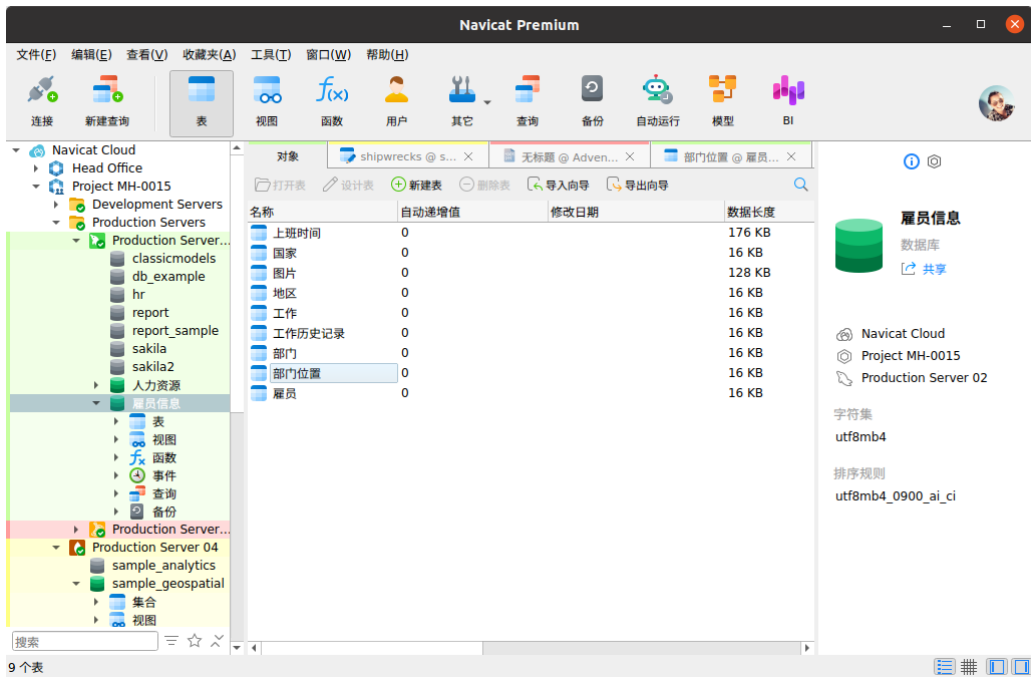 Navicat Premium
文件(F) 编辑(E) 查看(V) 收藏夹(A) 工具(T) 窗口(W) 帮助(H)
连接 新建查询 表 视图 函数 用户 其它 查询 备份 自动运行 模型 BI
Navicat Cloud
Head Office
Project MH-0015
Development Servers
Production Servers
Production Server...
classicmodels
db_example
hr
report
report_sample
sakila
sakila2
人力资源
雇员信息
表
视图
函数
事件
查询
备份
Production Server...
Production Server 04
sample_analytics
sample_geospatial
集合
视图
搜索
对象 shipwrecks @ s... 无标题 @ Adven... 部门位置 @ 雇员...
打开表 设计表 新建表 删除表 导入向导 导出向导
名称 自动递增值 修改日期 数据长度
上班时间 0 176 KB
国家 0 16 KB
图片 0 128 KB
地区 0 16 KB
工作 0 16 KB
工作历史记录 0 16 KB
部门 0 16 KB
部门位置 0 16 KB
雇员 0 16 KB
雇员信息
数据库
共享
Navicat Cloud
Project MH-0015
Production Server 02
字符集
utf8mb4
排序规则
utf8mb4_0900_ai_ci
9 个表